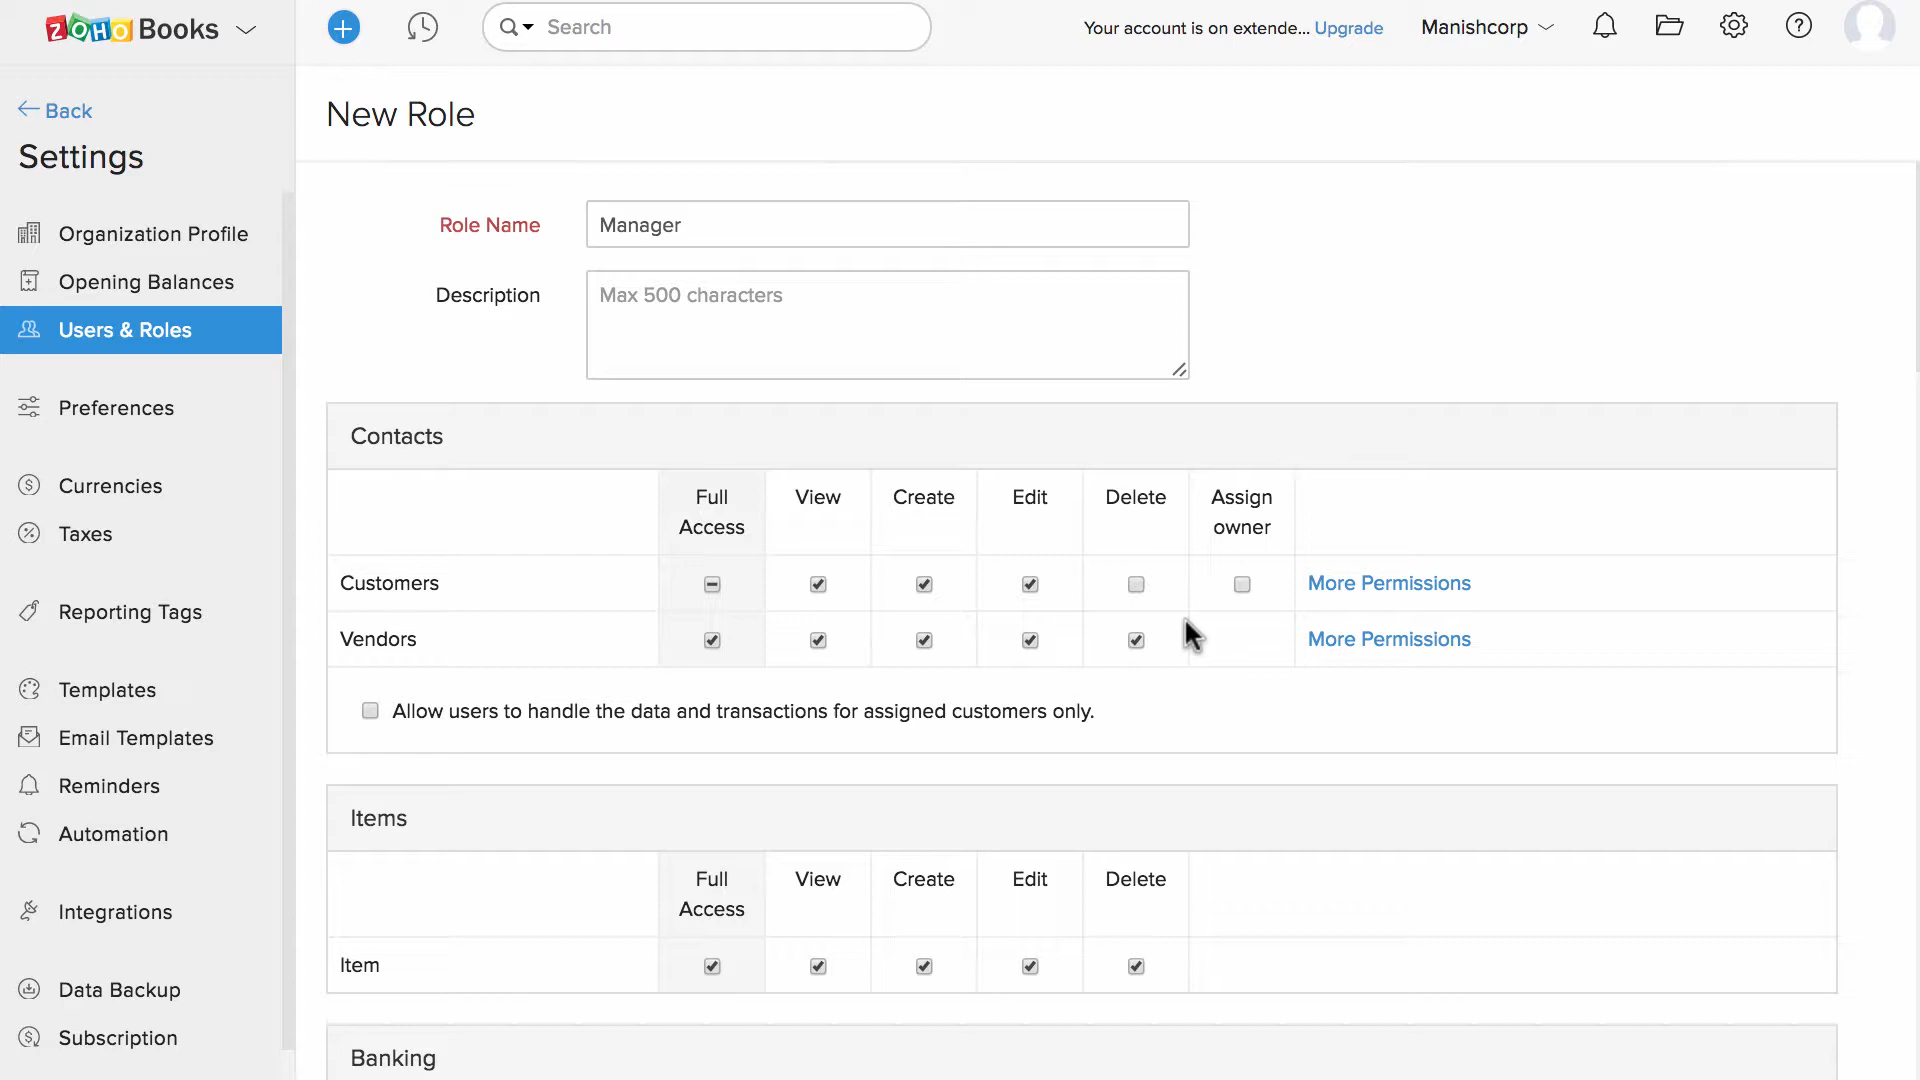 ZOHO Books
Search
Your account is on extende... Upgrade
Manishcorp
Back
Settings
Organization Profile
Opening Balances
Users & Roles
Preferences
Currencies
Taxes
Reporting Tags
Templates
Email Templates
Reminders
Automation
Integrations
Data Backup
Subscription
New Role
Role Name Manager
Description Max 500 characters
Contacts
Full Access View Create Edit Delete Assign owner
Customers More Permissions
Vendors More Permissions
Allow users to handle the data and transactions for assigned customers only.
Items
Full Access View Create Edit Delete
Item
Banking